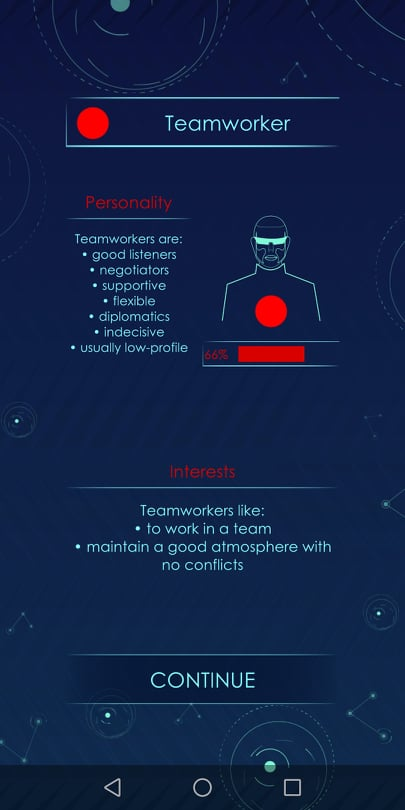 Teamworker
Personality
Teamworkers are:
• good listeners
• negotiators
• supportive
• flexible
• diplomatics
• indecisive
• usually low-profile
66%
Interests
Teamworkers like:
• to work in a team
• maintain a good atmosphere with
no conflicts
CONTINUE